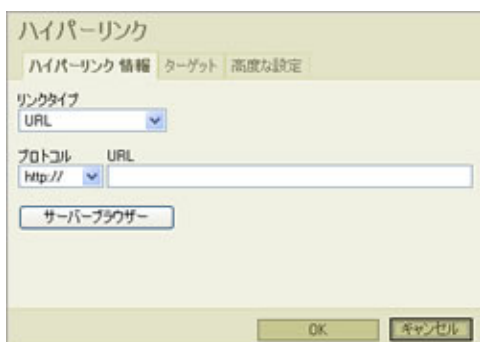 ハイパーリンク
ハイパーリンク 情報 ターゲット 高度な設定
リンクタイプ
URL
プロトコル URL
http://
サーバーブラウザー
OK キャンセル